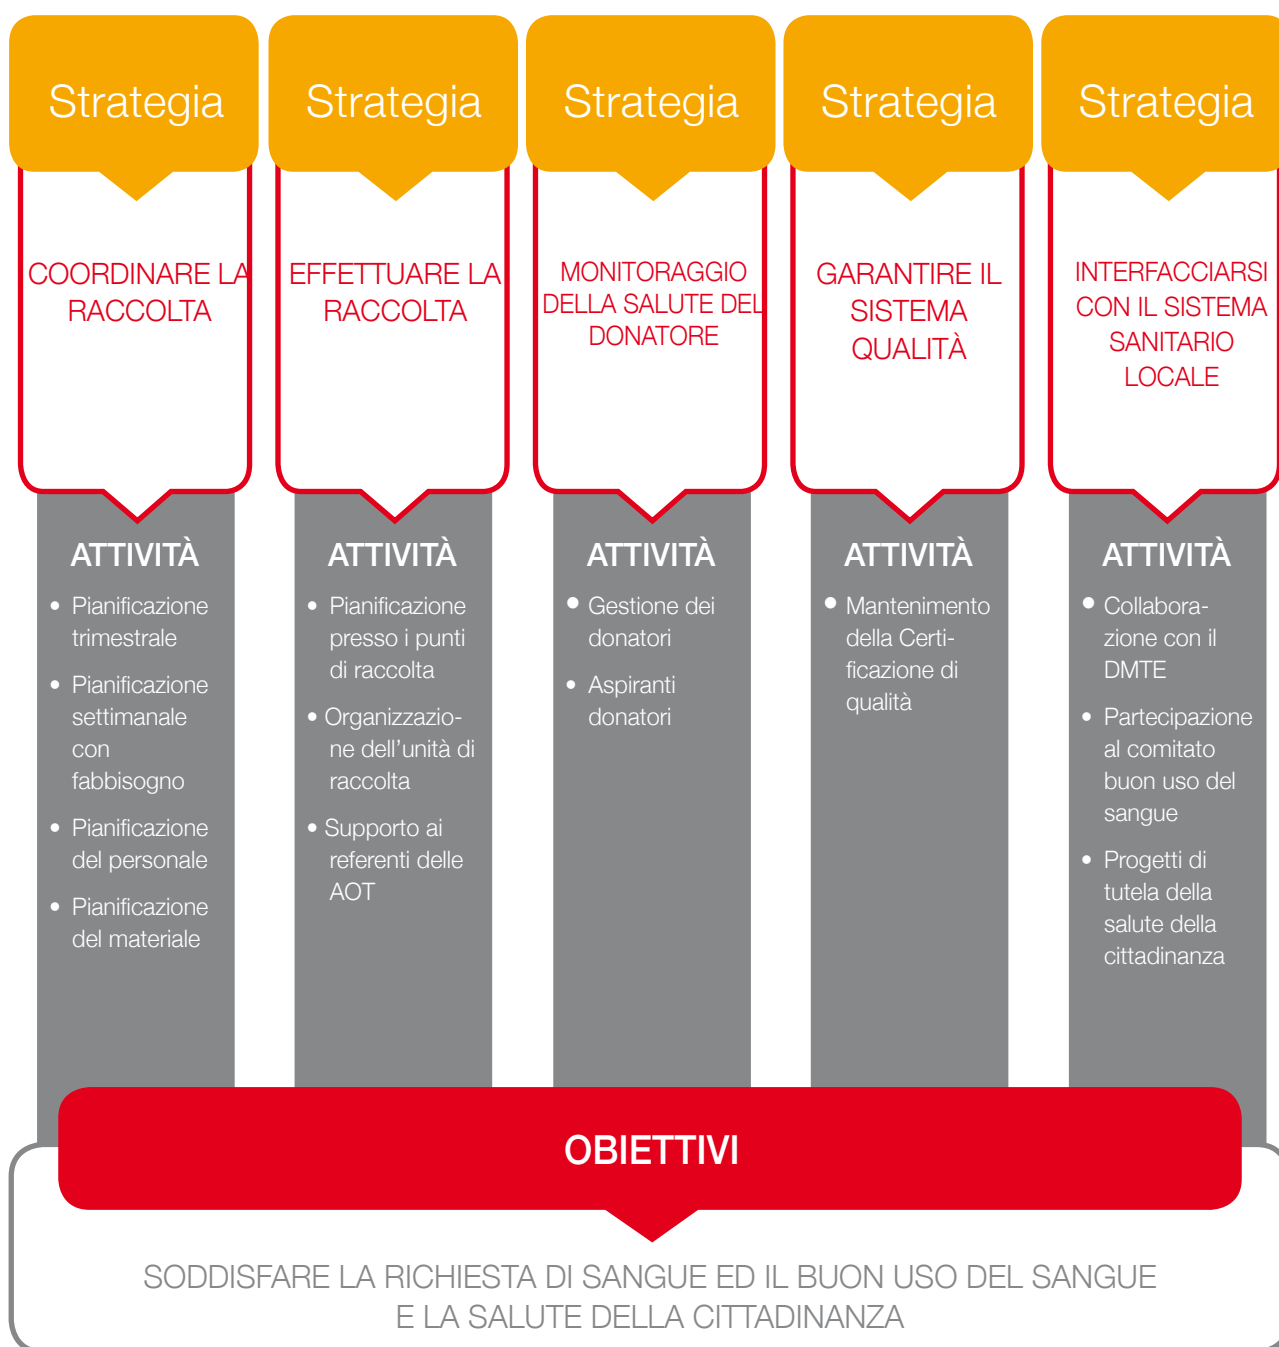 Strategia
COORDINARE LA
RACCOLTA
ATTIVITÀ
• Pianificazione
trimestrale
• Pianificazione
settimanale
con
fabbisogno
• Pianificazione
del personale
• Pianificazione
del materiale
Strategia
EFFETTUARE LA
RACCOLTA
ATTIVITÀ
• Pianificazione
presso i punti
di raccolta
• Organizzazio-
ne dell'unità di
raccolta
• Supporto ai
referenti delle
AOT
Strategia
MONITORAGGIO
DELLA SALUTE DEL
DONATORE
ATTIVITÀ
• Gestione dei
donatori
• Aspiranti
donatori
Strategia
GARANTIRE IL
SISTEMA
QUALITÀ
ATTIVITÀ
• Mantenimento
della Certi-
ficazione di
qualità
Strategia
INTERFACCIARSI
CON IL SISTEMA
SANITARIO
LOCALE
ATTIVITÀ
• Collabora-
zione con il
DMTE
• Partecipazione
al comitato
buon uso del
sangue
• Progetti di
tutela della
salute della
cittadinanza
OBIETTIVI
SODDISFARE LA RICHIESTA DI SANGUE ED IL BUON USO DEL SANGUE
E LA SALUTE DELLA CITTADINANZA